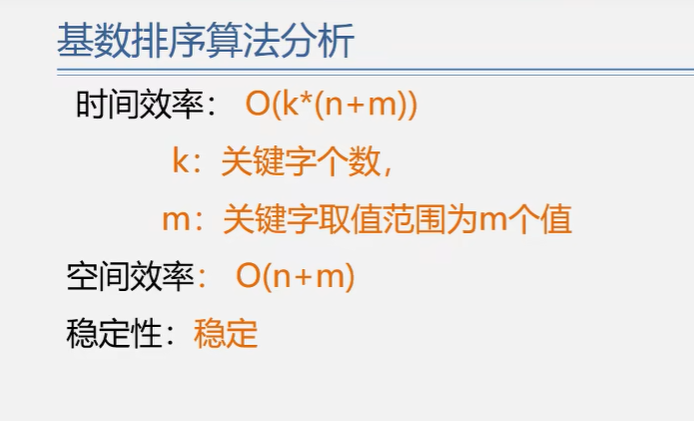 基数排序算法分析
时间效率： O(k*(n+m))
k：关键字个数，
m：关键字取值范围为m个值
空间效率： O(n+m)
稳定性：稳定